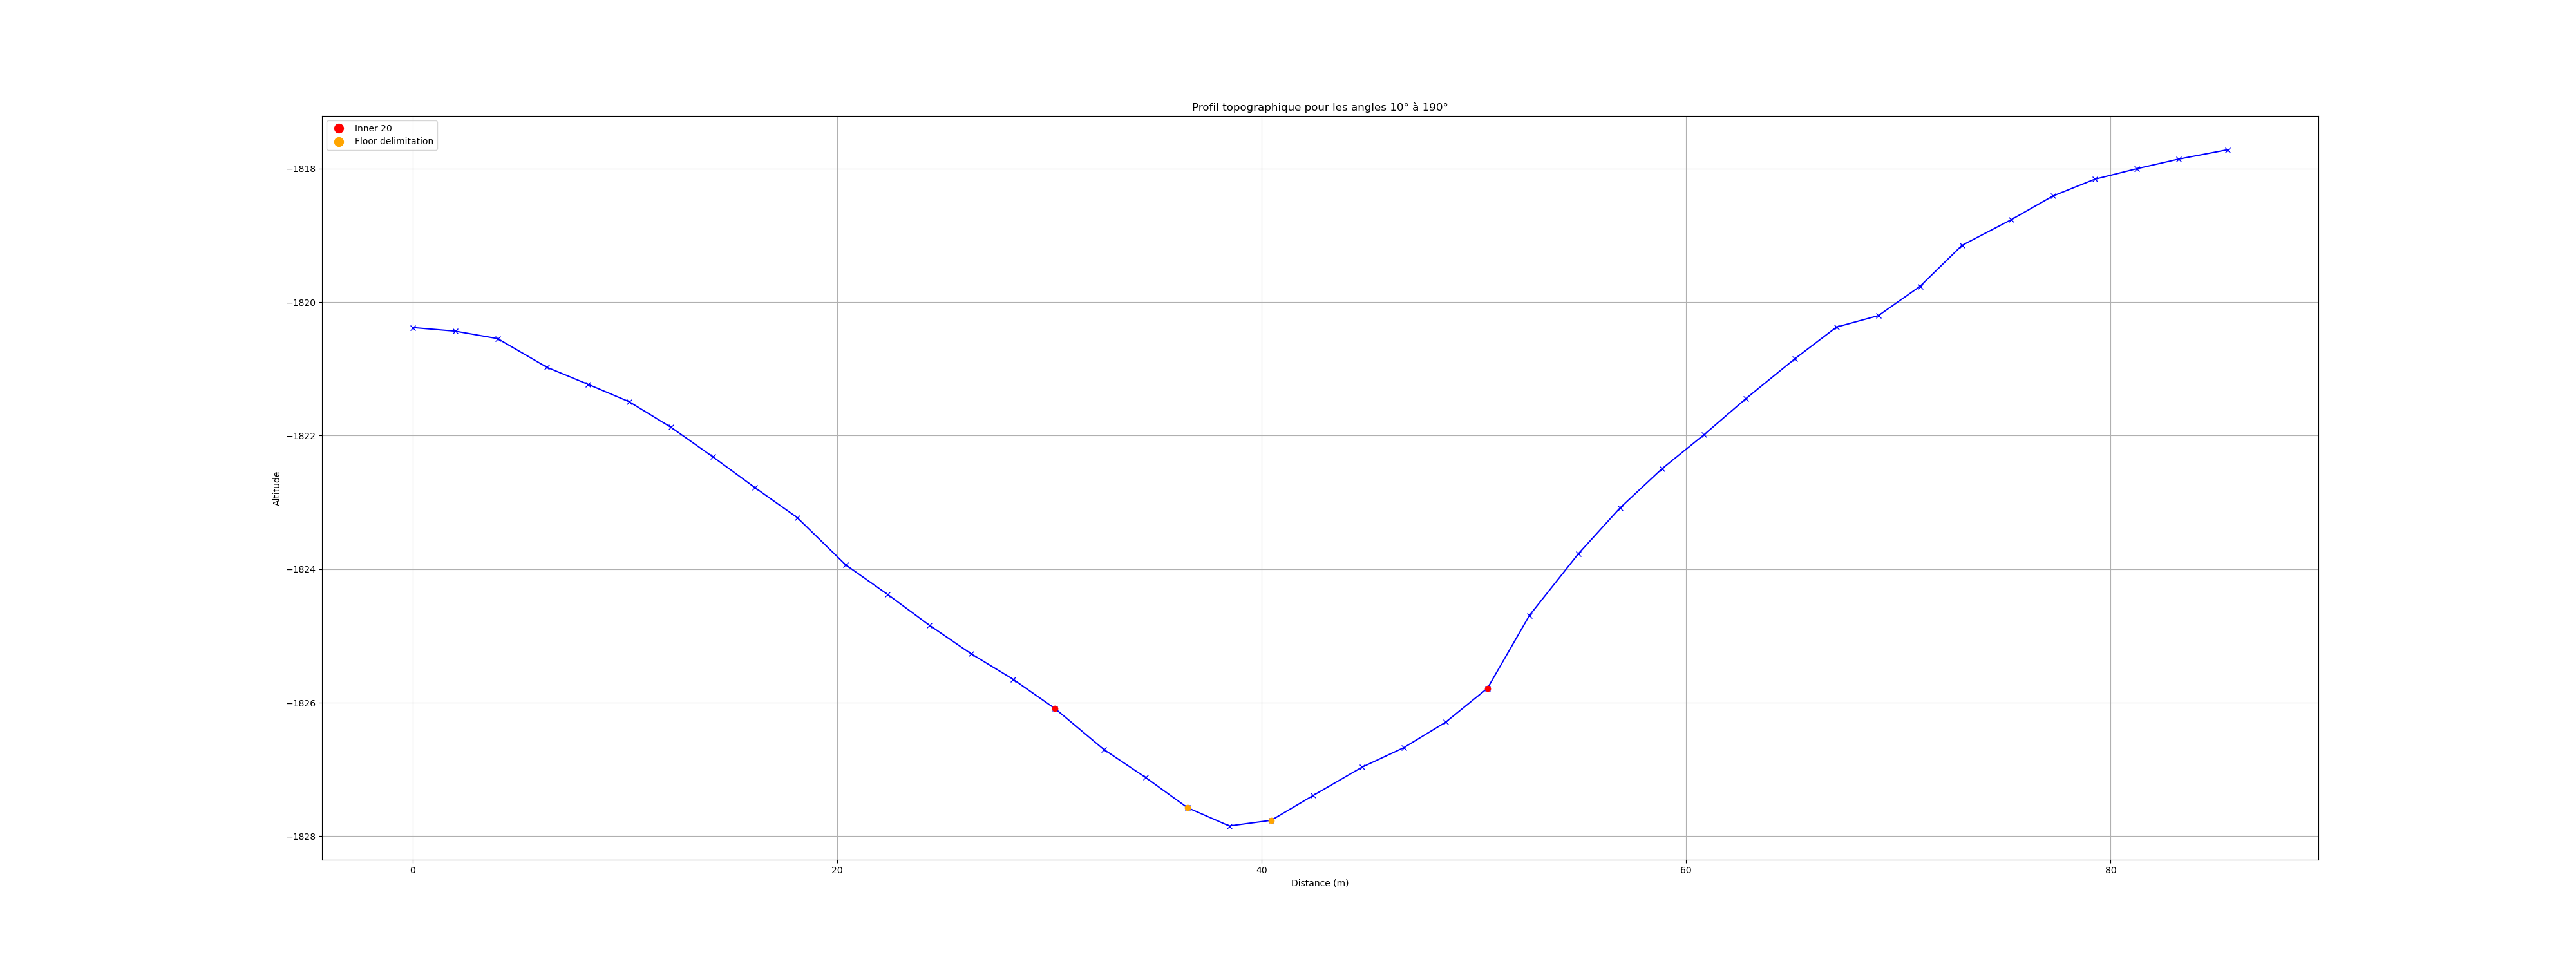 Profil topographique pour les angles 10° à 190°
Inner 20
Floor delimitation
−1818
−1820
−1822
−1824
−1826
−1828
Altitude
0 20 40 60 80
Distance (m)